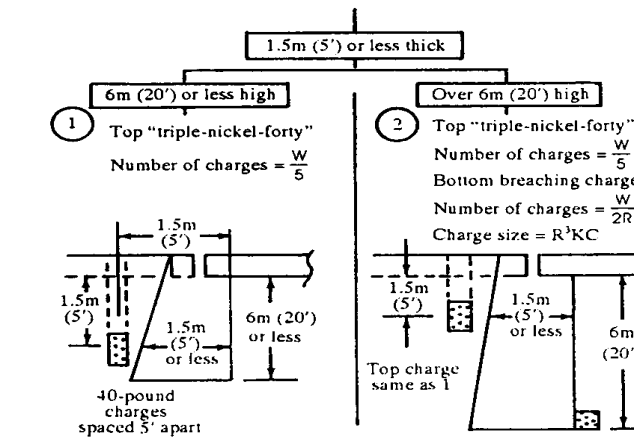 1.5m (5′) or less thick
6m (20′) or less high
Over 6m (20′) high
1
Top "triple-nickel-forty"
Number of charges = W/5
2
Top "triple-nickel-forty"
Number of charges = W/5
Bottom breaching charge
Number of charges = W/2R
Charge size = R³KC
1.5m
(5′)
1.5m
(5′)
1.5m
(5′)
or less
6m (20′)
or less
40-pound
charges
spaced 5′ apart
1.5m
(5′)
1.5m
(5′)
or less
6m
(20′)
Top charge
same as 1